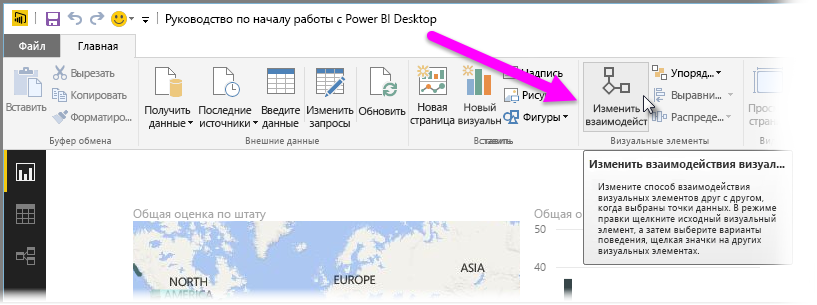 Руководство по началу работы с Power BI Desktop
Файл
Главная
Вставить
Вырезать
Копировать
Форматиро...
Буфер обмена
Получить
данные
Последние
источники
Введите
данные
Изменить
запросы
Обновить
Внешние данные
Новая
страница
Новый
визуальн
Надпись
Рису
Фигуры
Вставить
Изменить
взаимодейст
Упоряд...
Выравни...
Распреде...
Визуальные элементы
Изменить взаимодействия визуал...
Измените способ взаимодействия
визуальных элементов друг с другом,
когда выбраны точки данных. В режиме
правки щелкните исходный визуальный
элемент, а затем выберите варианты
поведения, щелкая значки на других
визуальных элементах.
Общая оценка по штату
Общая о
50
40
NORTH
AMERICA
EUROPE
ASIA